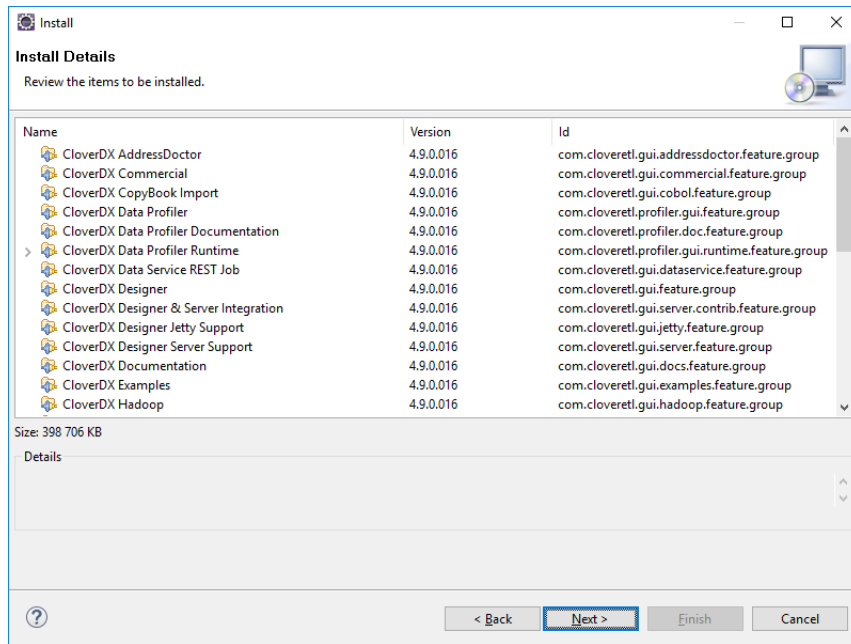 Install
Install Details
Review the items to be installed.
Name Version Id
CloverDX AddressDoctor 4.9.0.016 com.cloveretl.gui.addressdoctor.feature.group
CloverDX Commercial 4.9.0.016 com.cloveretl.gui.commercial.feature.group
CloverDX CopyBook Import 4.9.0.016 com.cloveretl.gui.cobol.feature.group
CloverDX Data Profiler 4.9.0.016 com.cloveretl.profiler.gui.feature.group
CloverDX Data Profiler Documentation 4.9.0.016 com.cloveretl.profiler.doc.feature.group
CloverDX Data Profiler Runtime 4.9.0.016 com.cloveretl.profiler.gui.runtime.feature.group
CloverDX Data Service REST Job 4.9.0.016 com.cloveretl.gui.dataservice.feature.group
CloverDX Designer 4.9.0.016 com.cloveretl.gui.feature.group
CloverDX Designer & Server Integration 4.9.0.016 com.cloveretl.gui.server.contrib.feature.group
CloverDX Designer Jetty Support 4.9.0.016 com.cloveretl.gui.jetty.feature.group
CloverDX Designer Server Support 4.9.0.016 com.cloveretl.gui.server.feature.group
CloverDX Documentation 4.9.0.016 com.cloveretl.gui.docs.feature.group
CloverDX Examples 4.9.0.016 com.cloveretl.gui.examples.feature.group
CloverDX Hadoop 4.9.0.016 com.cloveretl.gui.hadoop.feature.group
Size: 398 706 KB
Details
< Back Next > Finish Cancel